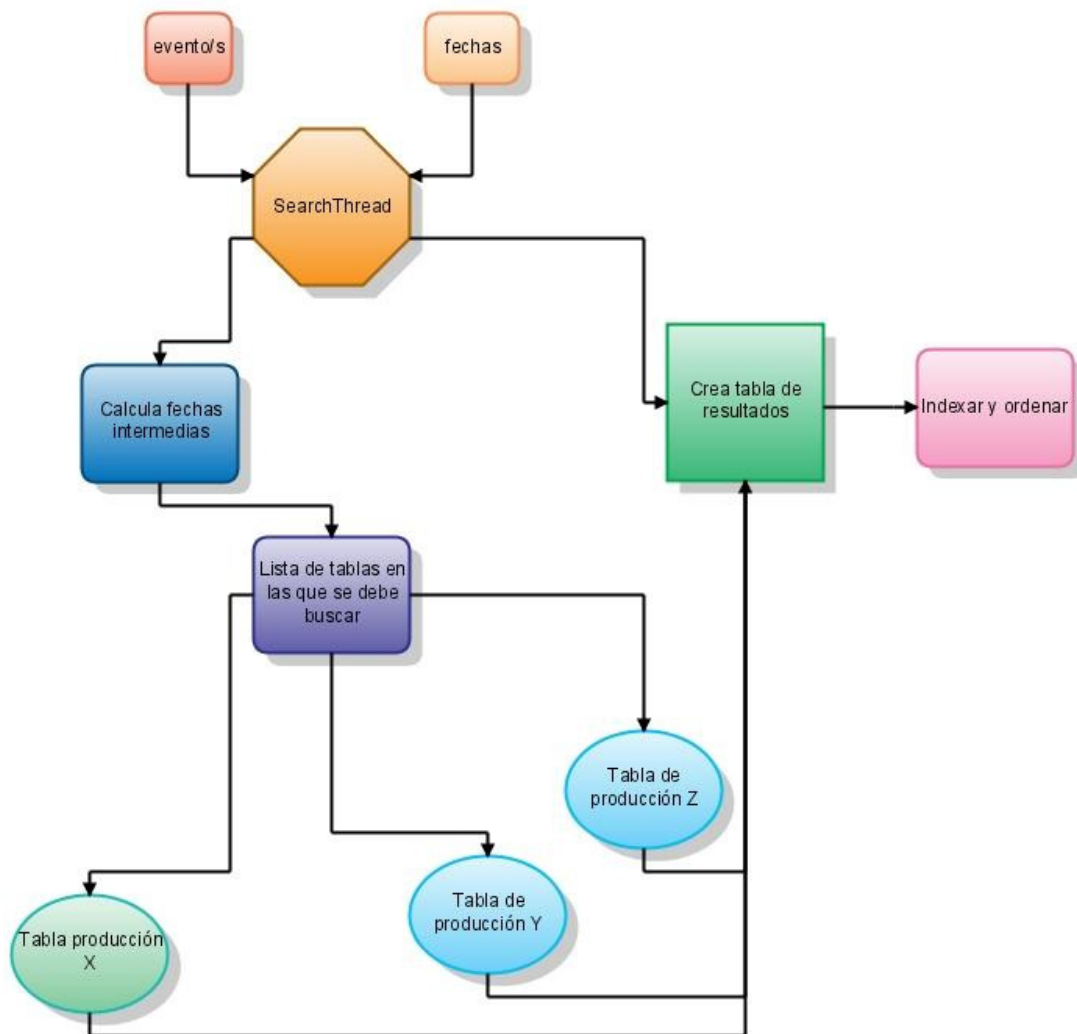 evento/s
fechas
SearchThread
Calcula fechas
intermedias
Crea tabla de
resultados
Indexar y ordenar
Lista de tablas en
las que se debe
buscar
Tabla de
producción Z
Tabla de
producción Y
Tabla producción
X